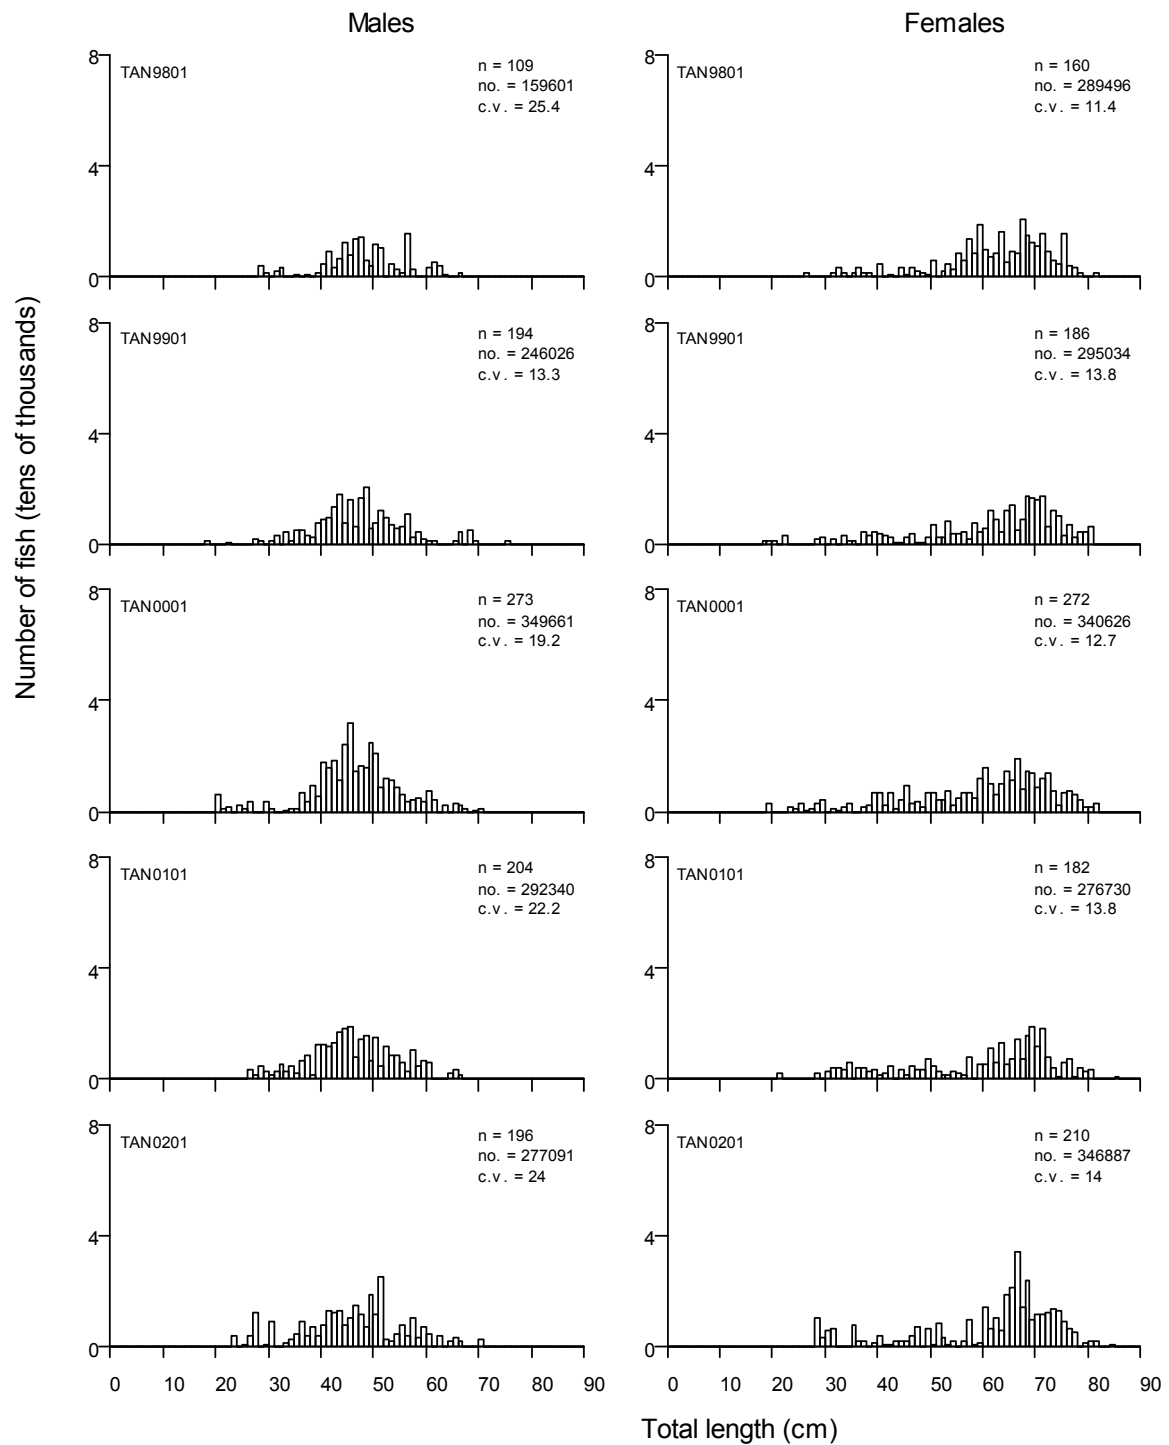 Males
Females
Number of fish (tens of thousands)
8
4
0
TAN9801
n = 109
no. = 159601
c.v. = 25.4
8
4
0
TAN9801
n = 160
no. = 289496
c.v. = 11.4
8
4
0
TAN9901
n = 194
no. = 246026
c.v. = 13.3
8
4
0
TAN9901
n = 186
no. = 295034
c.v. = 13.8
8
4
0
TAN0001
n = 273
no. = 349661
c.v. = 19.2
8
4
0
TAN0001
n = 272
no. = 340626
c.v. = 12.7
8
4
0
TAN0101
n = 204
no. = 292340
c.v. = 22.2
8
4
0
TAN0101
n = 182
no. = 276730
c.v. = 13.8
8
4
0
TAN0201
n = 196
no. = 277091
c.v. = 24
8
4
0
TAN0201
n = 210
no. = 346887
c.v. = 14
0 10 20 30 40 50 60 70 80 90
0 10 20 30 40 50 60 70 80 90
Total length (cm)